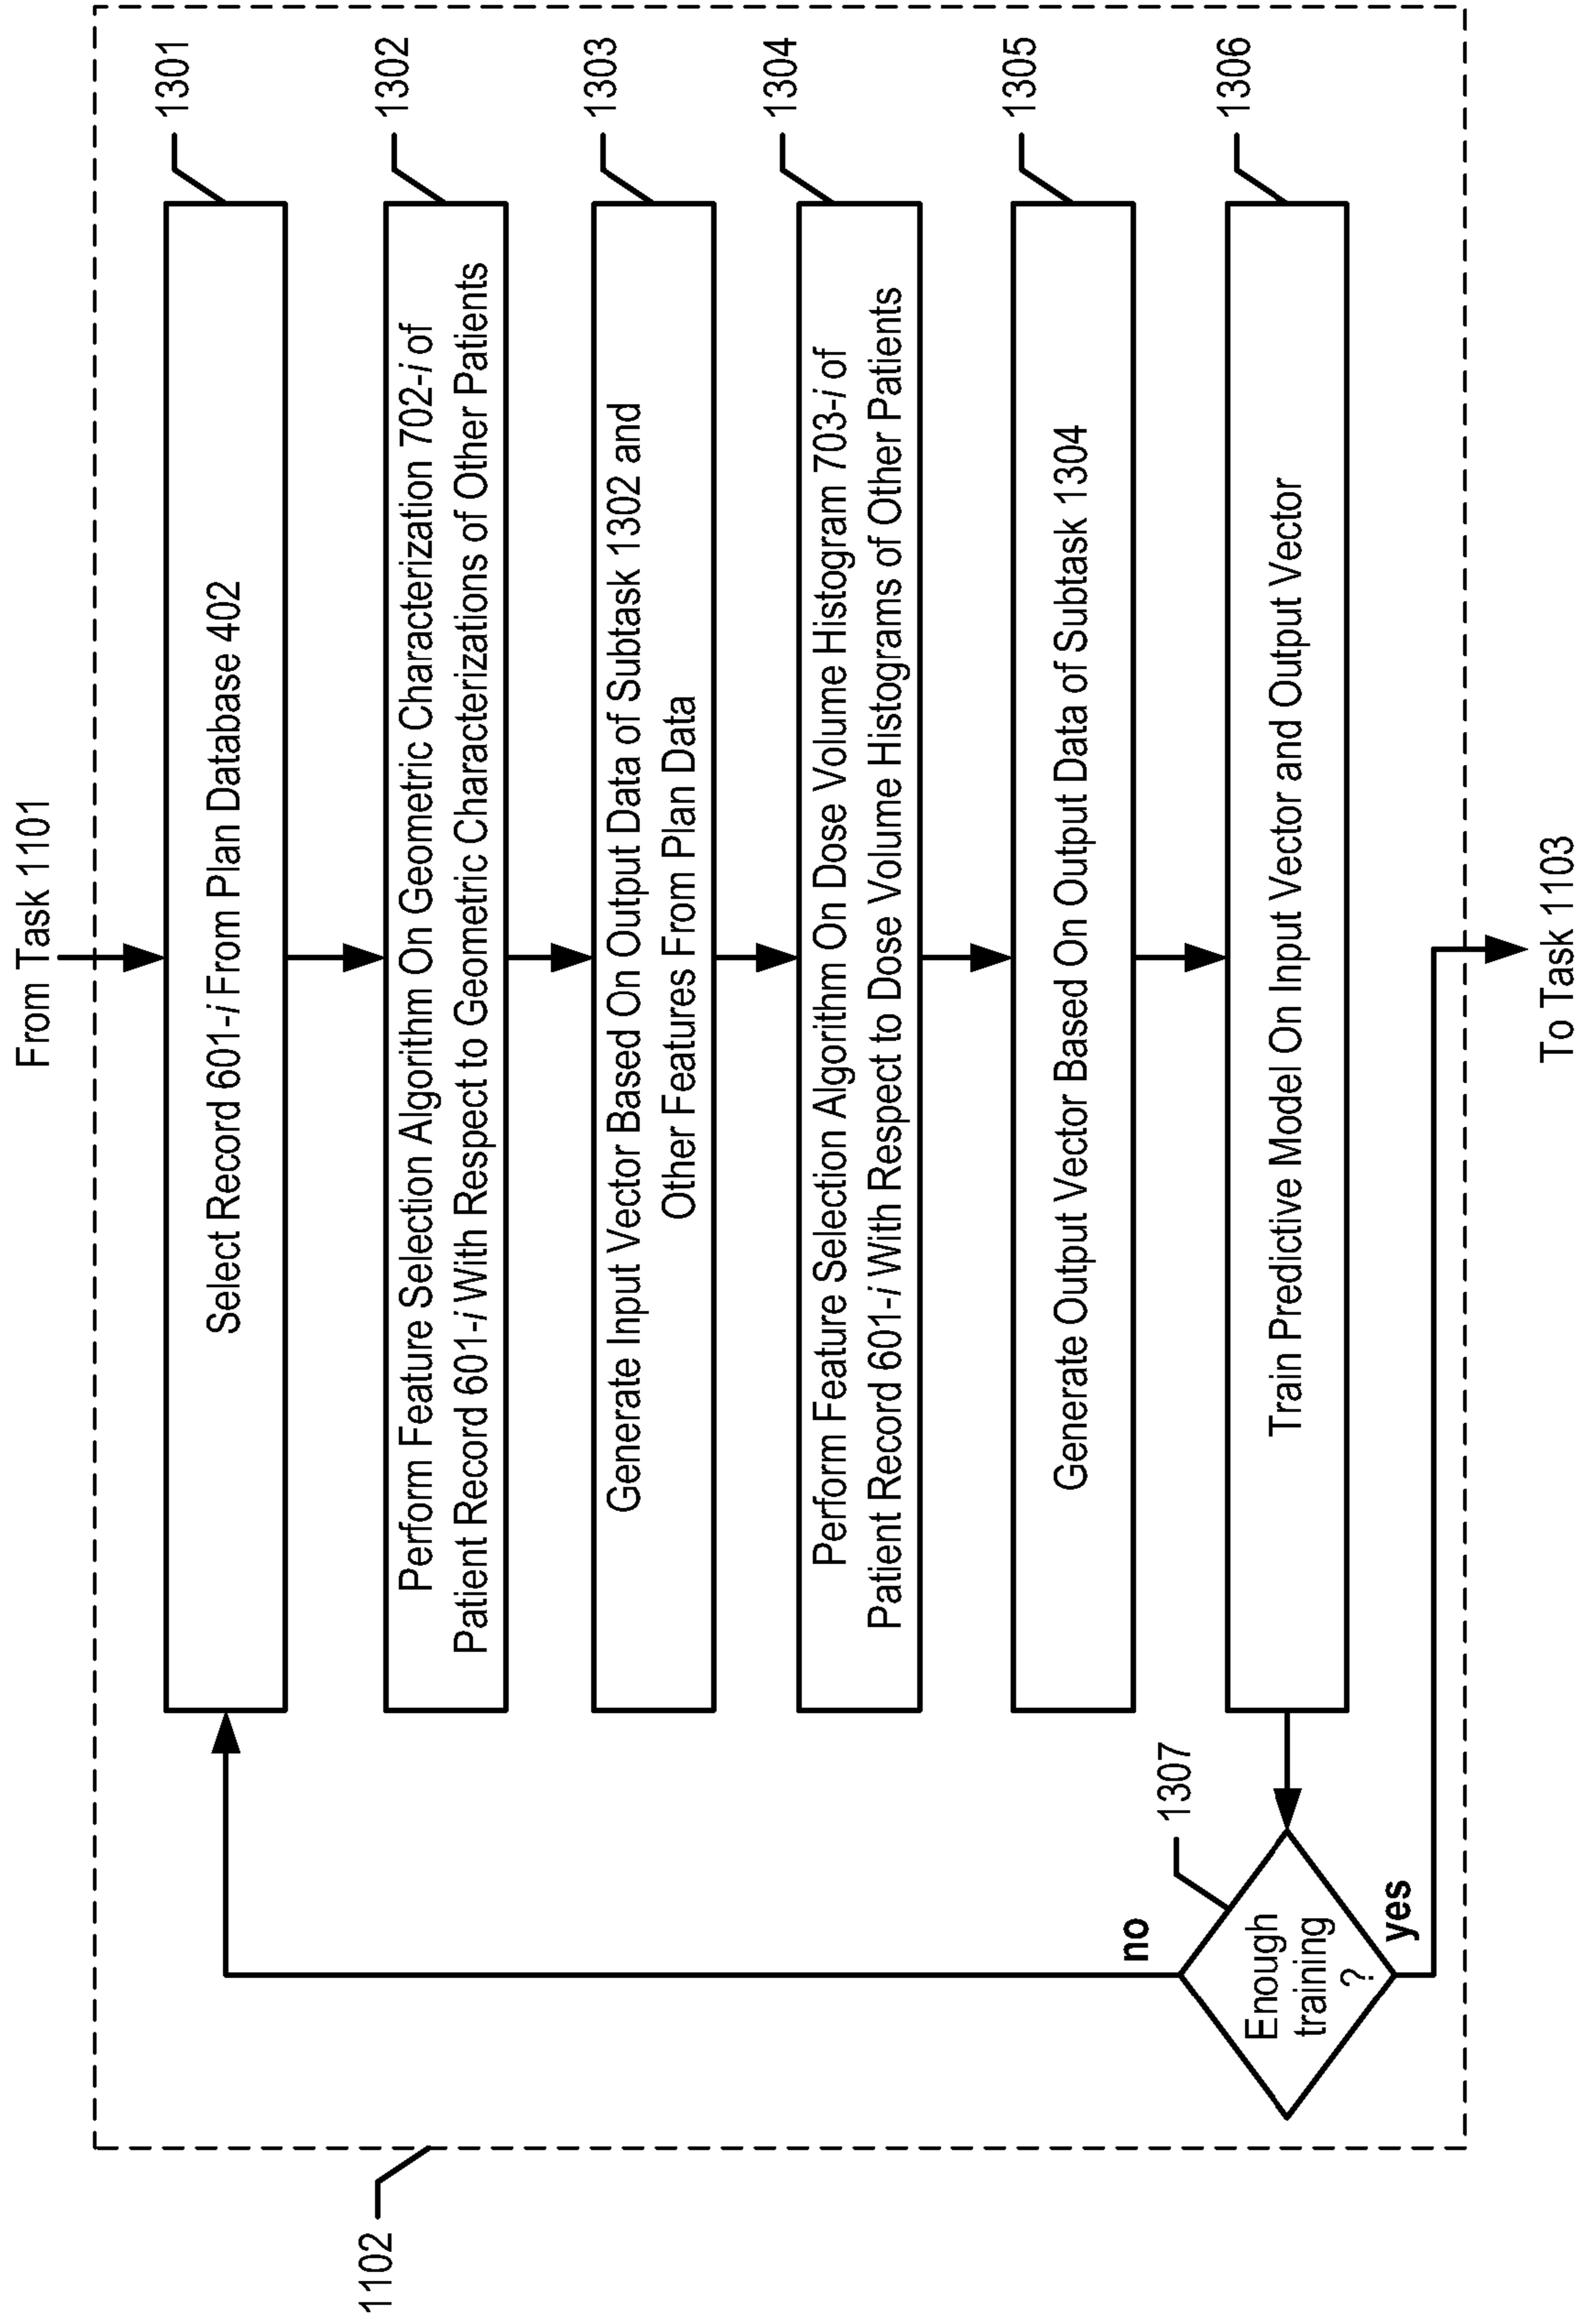 From Task 1101
1301
Select Record 601-i From Plan Database 402
1302
Perform Feature Selection Algorithm On Geometric Characterization 702-i of
Patient Record 601-i With Respect to Geometric Characterizations of Other Patients
1303
Generate Input Vector Based On Output Data of Subtask 1302 and
Other Features From Plan Data
1304
Perform Feature Selection Algorithm On Dose Volume Histogram 703-i of
Patient Record 601-i With Respect to Dose Volume Histograms of Other Patients
1305
Generate Output Vector Based On Output Data of Subtask 1304
1306
Train Predictive Model On Input Vector and Output Vector
1307
Enough
training
?
no
yes
1102
To Task 1103